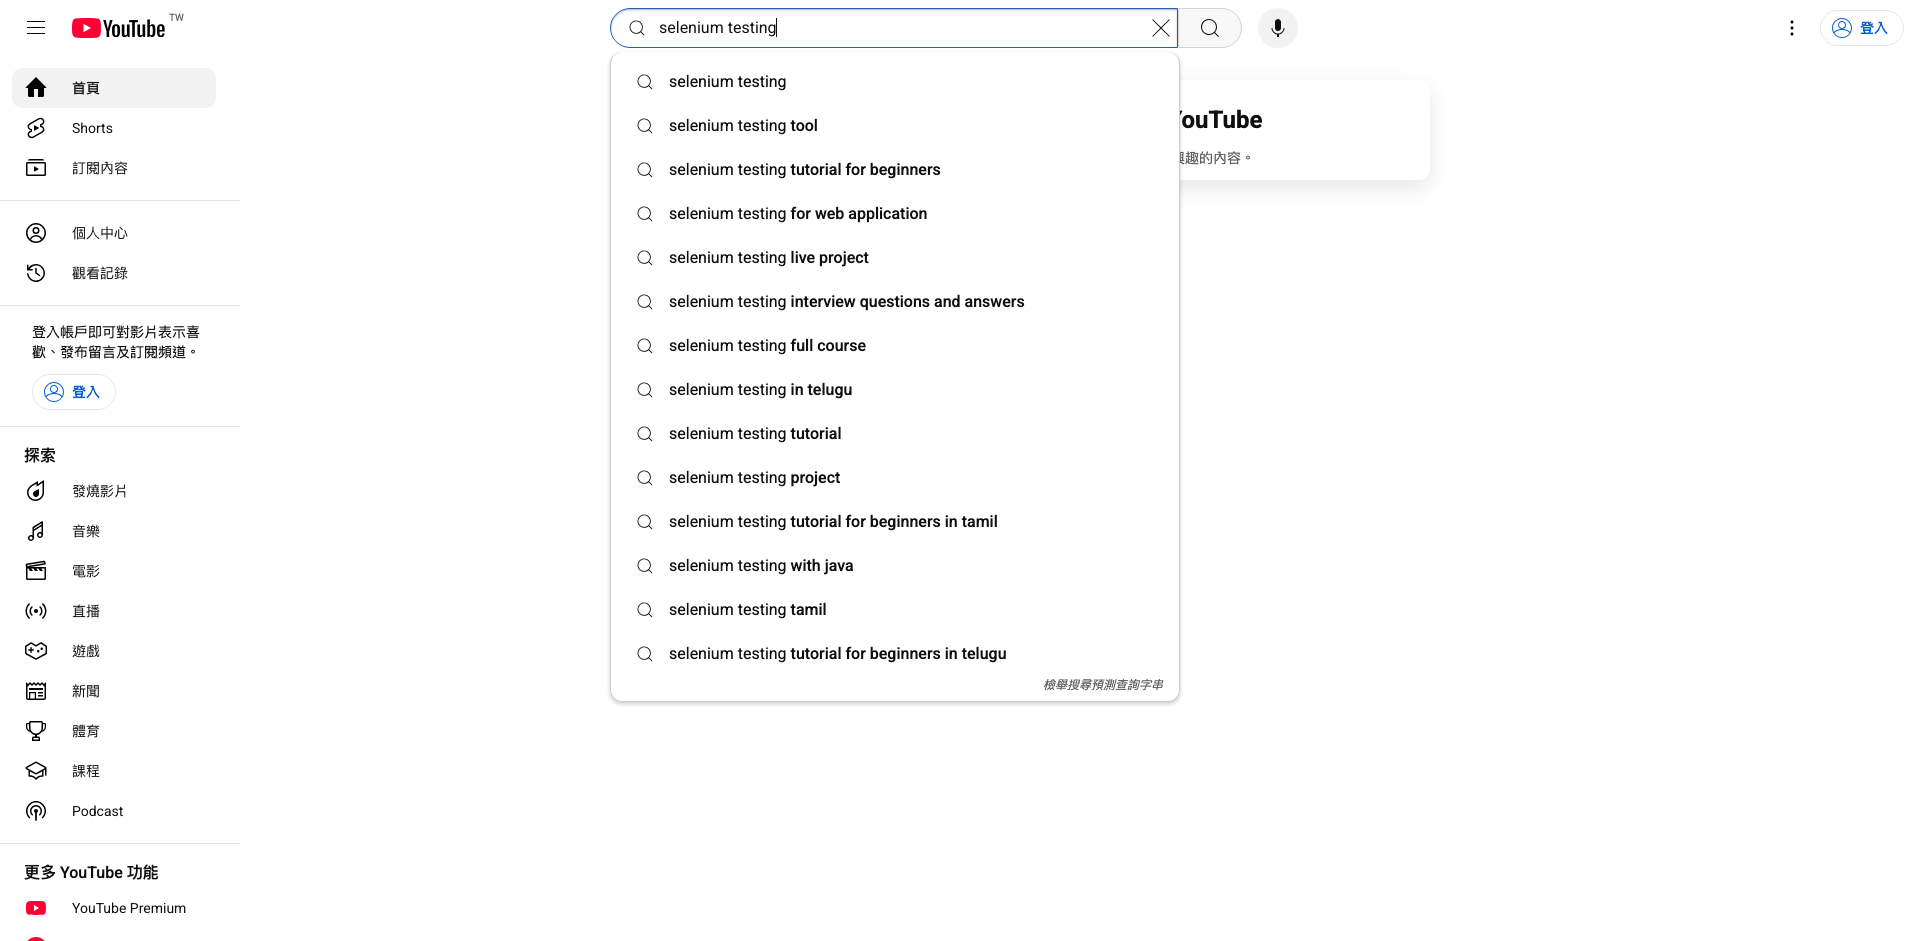 YouTube TW
selenium testing
登入
首頁
Shorts
訂閱內容
個人中心
觀看記錄
登入帳戶即可對影片表示喜
歡、發布留言及訂閱頻道。
登入
探索
發燒影片
音樂
電影
直播
遊戲
新聞
體育
課程
Podcast
更多 YouTube 功能
YouTube Premium
selenium testing
selenium testing tool
selenium testing tutorial for beginners
selenium testing for web application
selenium testing live project
selenium testing interview questions and answers
selenium testing full course
selenium testing in telugu
selenium testing tutorial
selenium testing project
selenium testing tutorial for beginners in tamil
selenium testing with java
selenium testing tamil
selenium testing tutorial for beginners in telugu
檢舉搜尋預測查詢字串
YouTube
趣的內容。